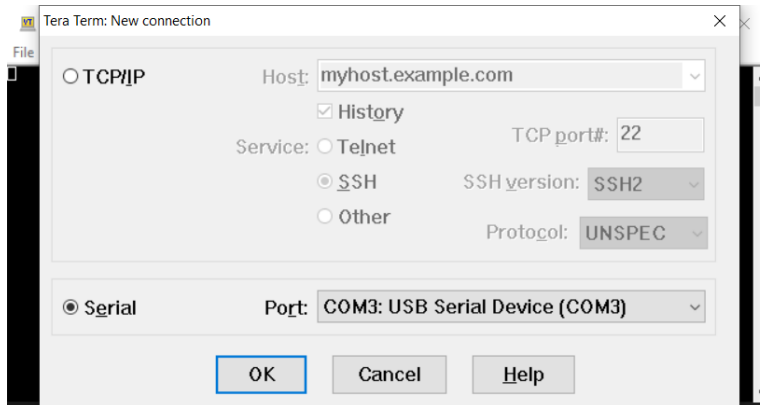 VT
Tera Term: New connection
File
TCP/IP
Host: myhost.example.com
History
Service: Telnet
TCP port#: 22
SSH
SSH version: SSH2
Other
Protocol: UNSPEC
Serial
Port: COM3: USB Serial Device (COM3)
OK Cancel Help